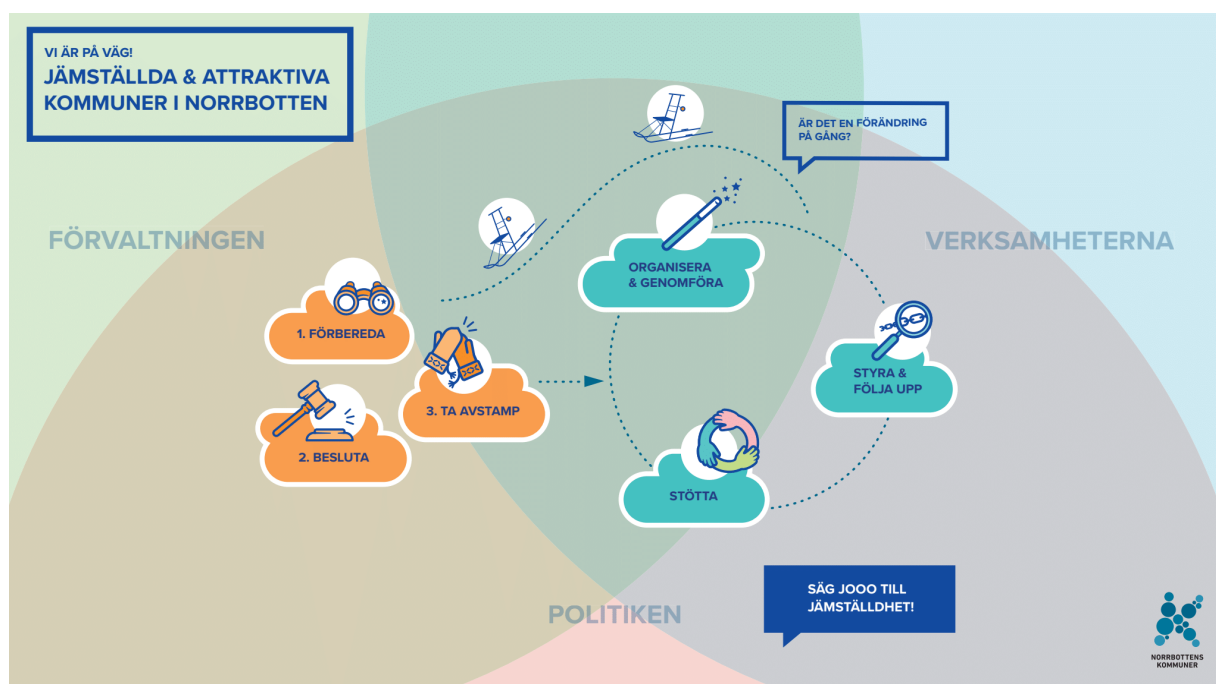 VI ÄR PÅ VÄG!
JÄMSTÄLLDA & ATTRAKTIVA
KOMMUNER I NORRBOTTEN
ÄR DET EN FÖRÄNDRING
PÅ GÅNG?
FÖRVALTNINGEN
VERKSAMHETERNA
ORGANISERA
& GENOMFÖRA
1. FÖRBEREDA
STYRA &
FÖLJA UPP
3. TA AVSTAMP
2. BESLUTA
STÖTTA
SÄG JOOO TILL
JÄMSTÄLLDHET!
POLITIKEN
NORRBOTTENS
KOMMUNER